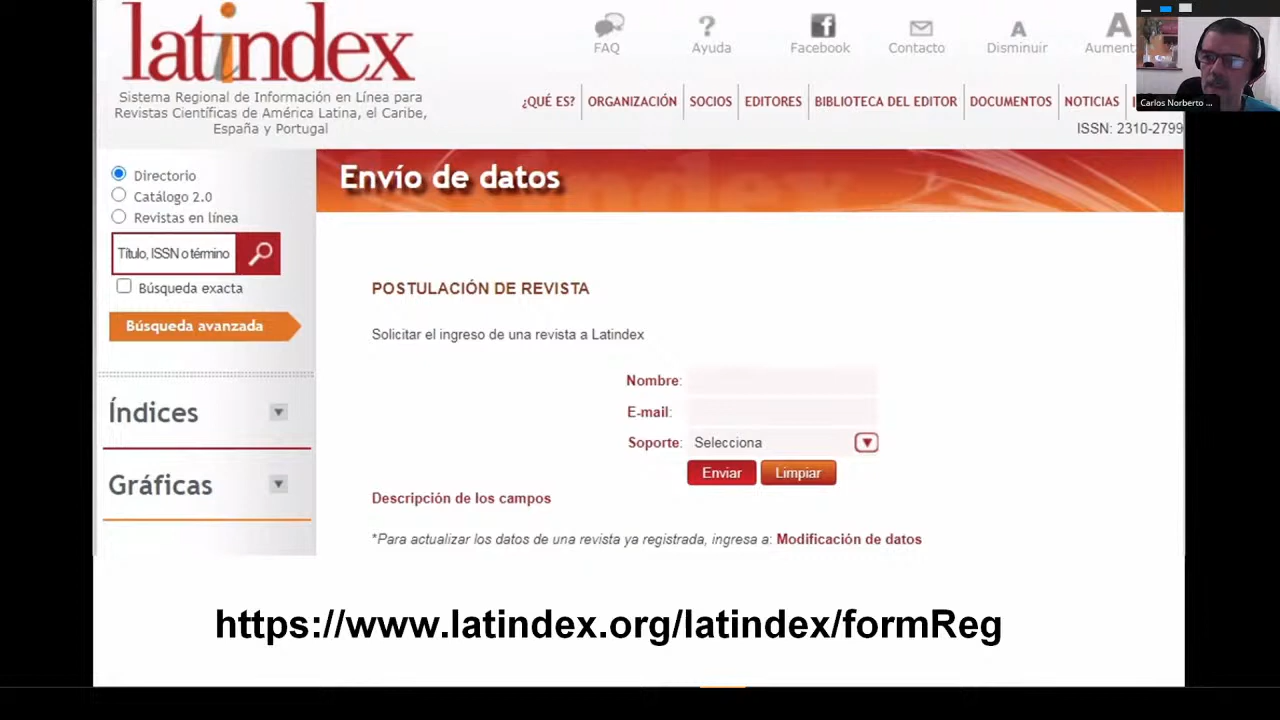 latindex
Sistema Regional de Información en Línea para
Revistas Científicas de América Latina, el Caribe,
España y Portugal
FAQ
Ayuda
Facebook
Contacto
Disminuir
A
A
¿QUÉ ES?
ORGANIZACIÓN
SOCIOS
EDITORES
BIBLIOTECA DEL EDITOR
DOCUMENTOS
NOTICIAS
ISSN: 2310-2799
Carlos Norberto ...
Directorio
Catálogo 2.0
Revistas en línea
Título, ISSN o término
Búsqueda exacta
Búsqueda avanzada
Índices
Gráficas
Envío de datos
POSTULACIÓN DE REVISTA
Solicitar el ingreso de una revista a Latindex
Nombre:
E-mail:
Soporte: Selecciona
Enviar Limpiar
Descripción de los campos
*Para actualizar los datos de una revista ya registrada, ingresa a: Modificación de datos
https://www.latindex.org/latindex/formReg